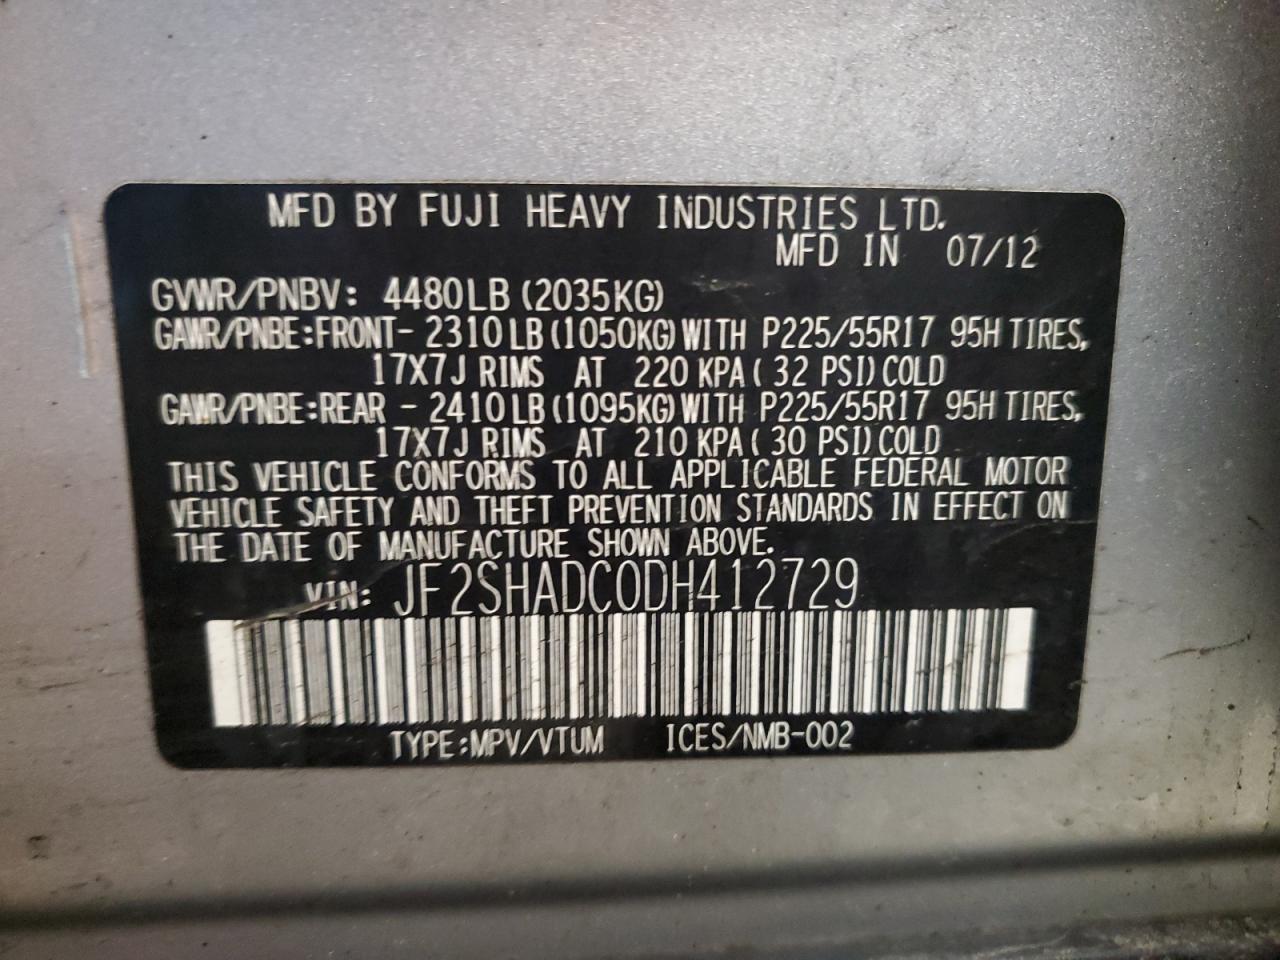 MFD BY FUJI HEAVY INDUSTRIES LTD.
MFD IN 07/12
GVWR/PNBV: 4480LB (2035KG)
GAWR/PNBE:FRONT- 2310LB (1050KG) WITH P225/55R17 95H TIRES,
17X7J RIMS AT 220 KPA ( 32 PSI) COLD
GAWR/PNBE:REAR - 2410LB (1095KG) WITH P225/55R17 95H TIRES,
17X7J RIMS AT 210 KPA ( 30 PSI) COLD
THIS VEHICLE CONFORMS TO ALL APPLICABLE FEDERAL MOTOR
VEHICLE SAFETY AND THEFT PREVENTION STANDARDS IN EFFECT ON
THE DATE OF MANUFACTURE SHOWN ABOVE.
VIN: JF2SHADC0DH412729
TYPE:MPV/VTUM ICES/NMB-002